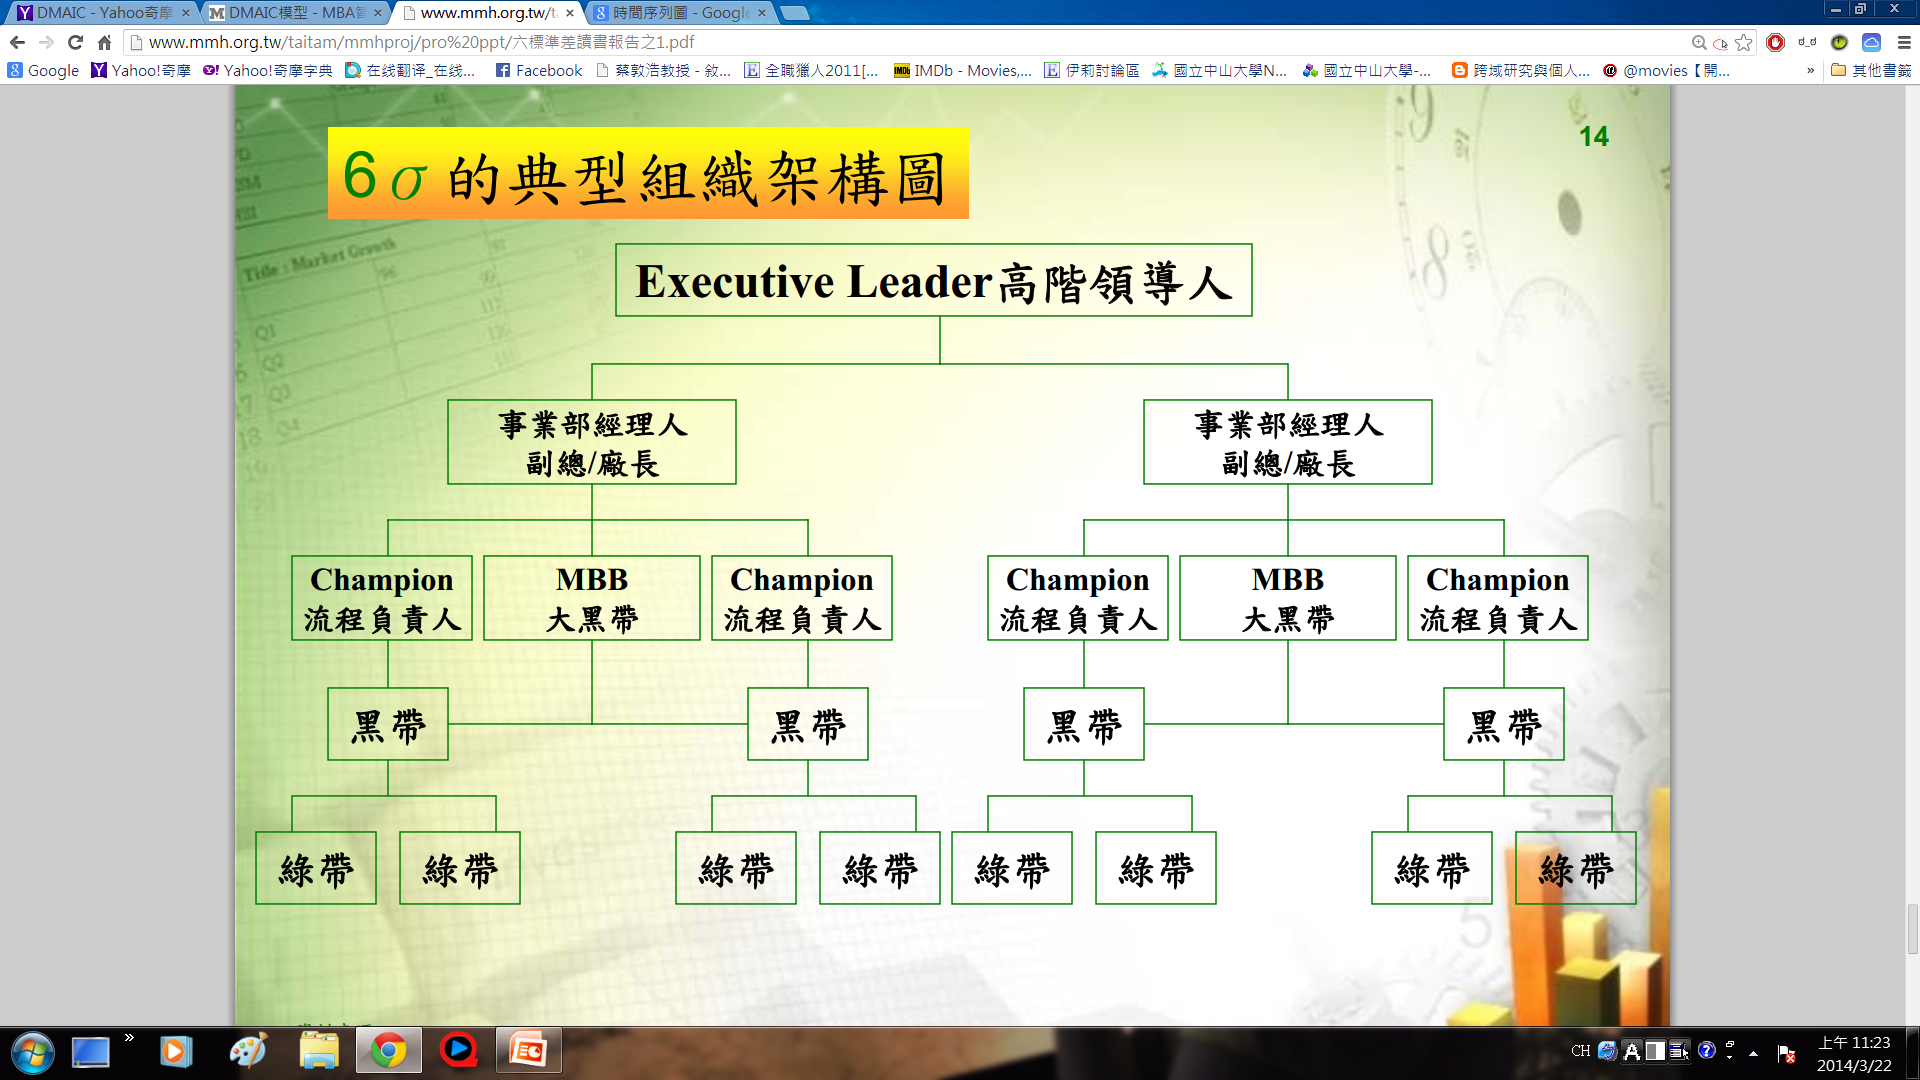 DMAIC - Yahoo奇摩
DMAIC模型 - MBA智
www.mmh.org.tw/ta
時間序列圖 - Google
www.mmh.org.tw/taitam/mmhproj/pro%20ppt/六標準差讀書報告之1.pdf
Google
Yahoo!奇摩
Yahoo!奇摩字典
在线翻译_在线...
Facebook
蔡敦浩教授 - 敘...
全職獵人2011[...
IMDb - Movies,...
伊莉討論區
國立中山大學N...
國立中山大學-...
跨域研究與個人...
@movies【開...
»
其他書籤
14
6σ的典型組織架構圖
Title : Market Growth
Executive Leader高階領導人
事業部經理人
副總/廠長
事業部經理人
副總/廠長
Champion
流程負責人
MBB
大黑帶
Champion
流程負責人
Champion
流程負責人
MBB
大黑帶
Champion
流程負責人
黑帶
黑帶
黑帶
黑帶
綠帶
綠帶
綠帶
綠帶
綠帶
綠帶
綠帶
綠帶
CH
上午 11:23
2014/3/22